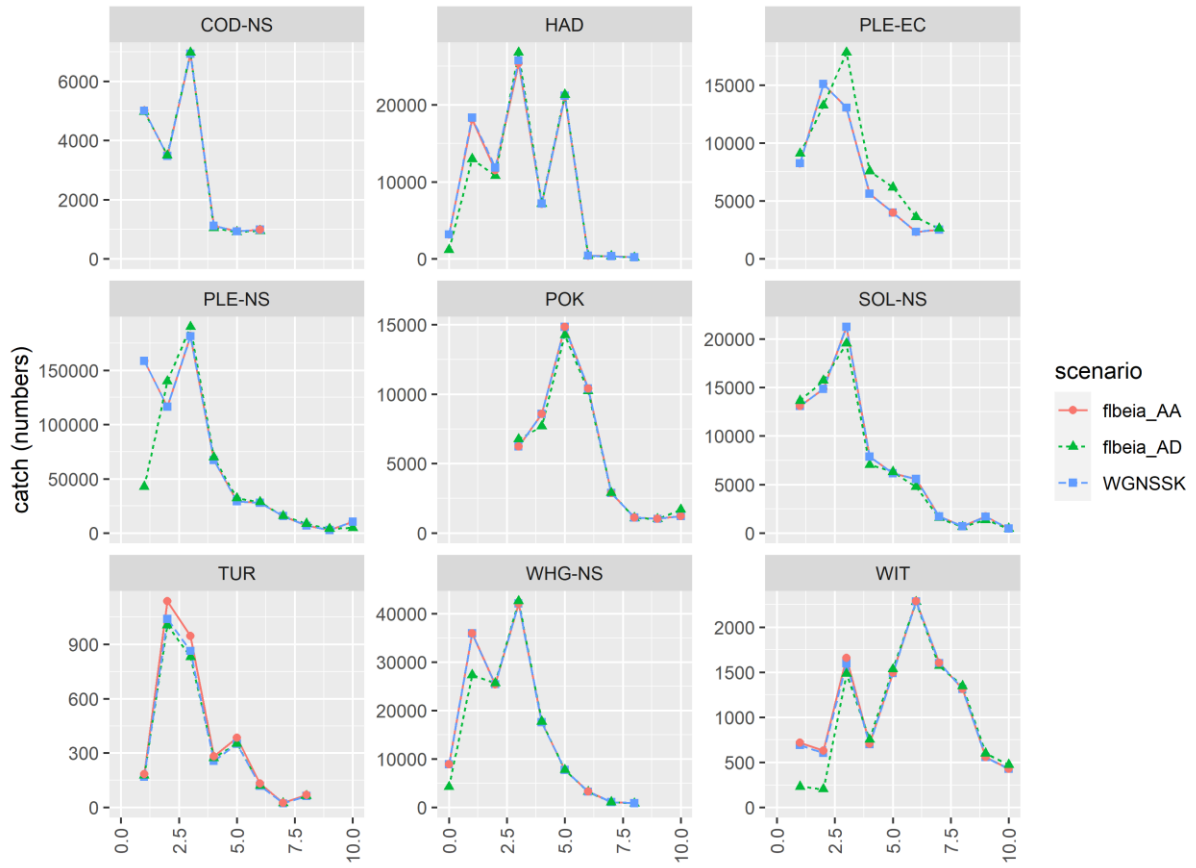 COD-NS
HAD
PLE-EC
6000
4000
2000
0
20000
10000
0
15000
10000
5000
0
PLE-NS
POK
SOL-NS
catch (numbers)
150000
100000
50000
0
15000
10000
5000
0
20000
15000
10000
5000
0
scenario
flbeia_AA
flbeia_AD
WGNSSK
TUR
WHG-NS
WIT
900
600
300
0
40000
30000
20000
10000
0
2000
1500
1000
500
0
0.0 2.5 5.0 7.5 10.0
0.0 2.5 5.0 7.5 10.0
0.0 2.5 5.0 7.5 10.0